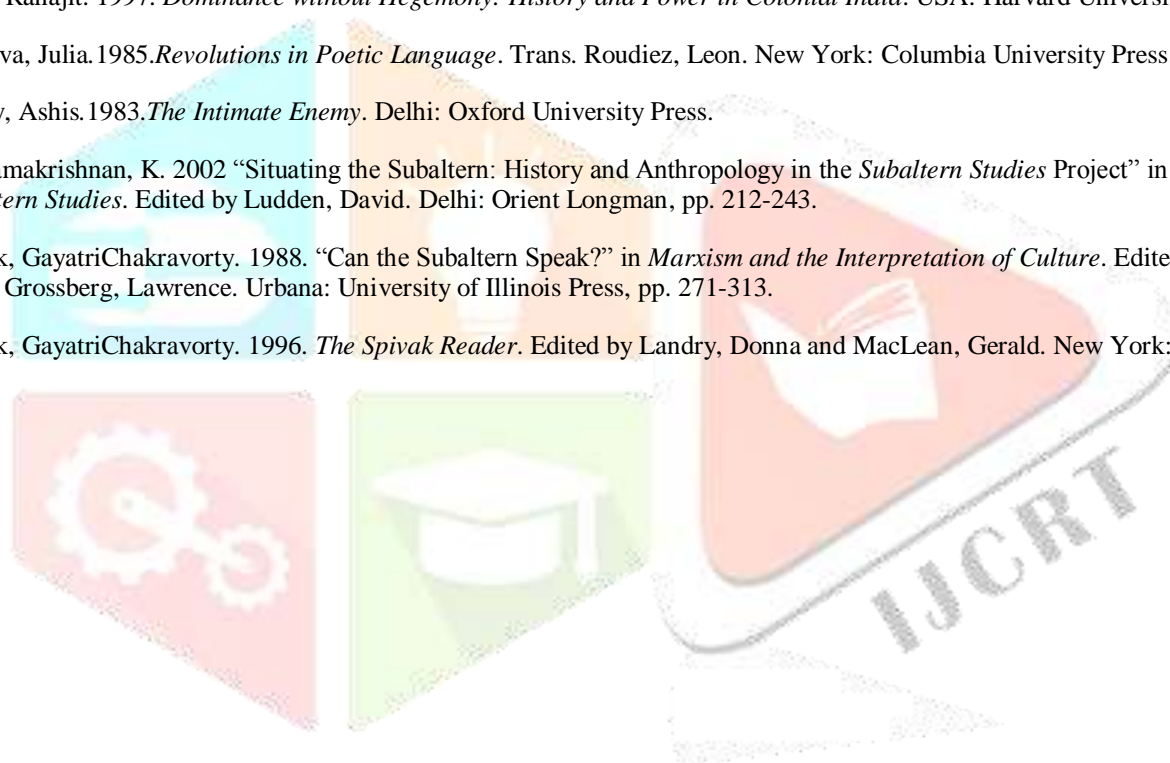 Ranajit. 1997. Dominance without Hegemony: History and Power in Colonial India. USA: Harvard Universi
va, Julia.1985.Revolutions in Poetic Language. Trans. Roudiez, Leon. New York: Columbia University Press
y, Ashis.1983.The Intimate Enemy. Delhi: Oxford University Press.
amakrishnan, K. 2002 “Situating the Subaltern: History and Anthropology in the Subaltern Studies Project” in
tern Studies. Edited by Ludden, David. Delhi: Orient Longman, pp. 212-243.
k, GayatriChakravorty. 1988. “Can the Subaltern Speak?” in Marxism and the Interpretation of Culture. Edite
Grossberg, Lawrence. Urbana: University of Illinois Press, pp. 271-313.
k, GayatriChakravorty. 1996. The Spivak Reader. Edited by Landry, Donna and MacLean, Gerald. New York:
IJCRT